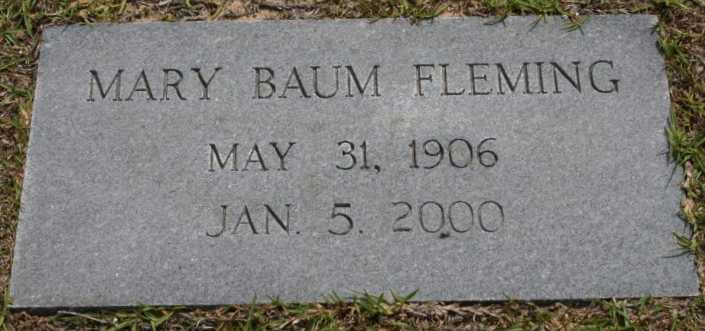 MARY BAUM FLEMING
MAY 31, 1906
JAN. 5. 2000